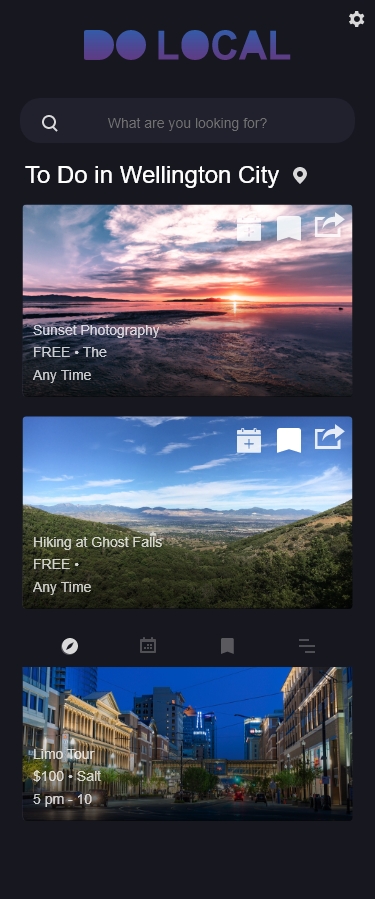 DO LOCAL
What are you looking for?
To Do in Wellington City
Sunset Photography
FREE • The
Any Time
Hiking at Ghost Falls
FREE •
Any Time
Limo Tour
$100 • Salt
5 pm - 10